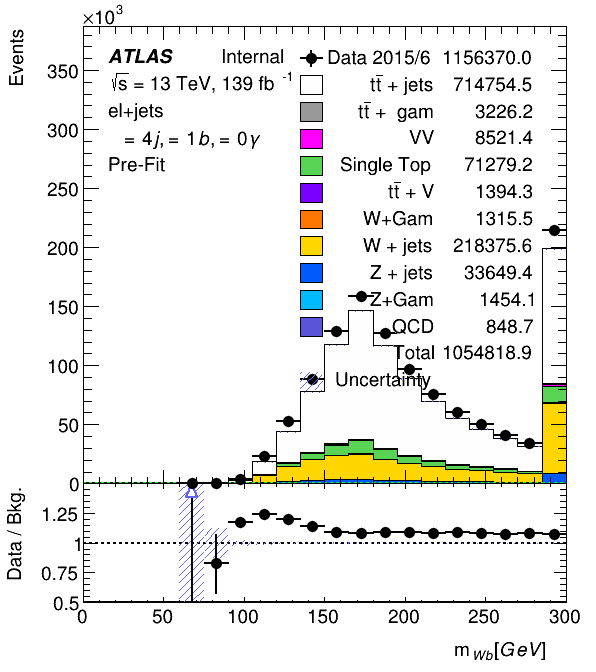 ×10³
Events
350
300
250
200
150
100
50
0
ATLAS Internal
√s = 13 TeV, 139 fb⁻¹
el+jets
= 4j, = 1b, = 0γ
Pre-Fit
Data 2015/6 1156370.0
tt̄ + jets 714754.5
tt̄ + gam 3226.2
VV 8521.4
Single Top 71279.2
tt̄ + V 1394.3
W+Gam 1315.5
W + jets 218375.6
Z + jets 33649.4
Z+Gam 1454.1
QCD 848.7
Total 1054818.9
Uncertainty
Data / Bkg.
1.25
1
0.75
0.5
0 50 100 150 200 250 300
m_Wb[GeV]